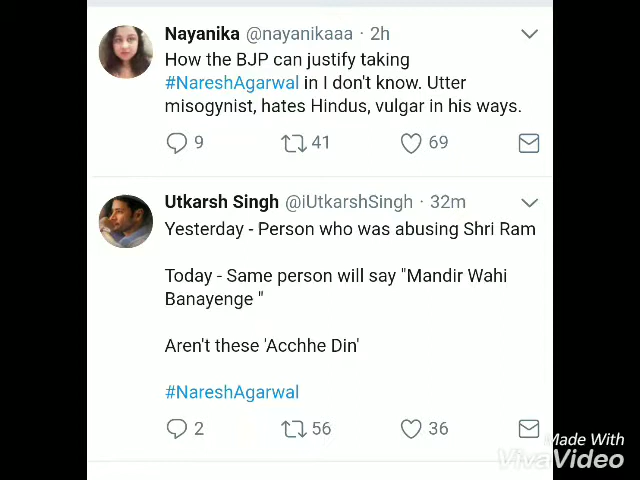 Nayanika @nayanikaaa · 2h
How the BJP can justify taking
#NareshAgarwal in I don't know. Utter
misogynist, hates Hindus, vulgar in his ways.
9 41 69
Utkarsh Singh @iUtkarshSingh · 32m
Yesterday - Person who was abusing Shri Ram
Today - Same person will say "Mandir Wahi
Banayenge "
Aren't these 'Acchhe Din'
#NareshAgarwal
2 56 36
Made With
VivaVideo